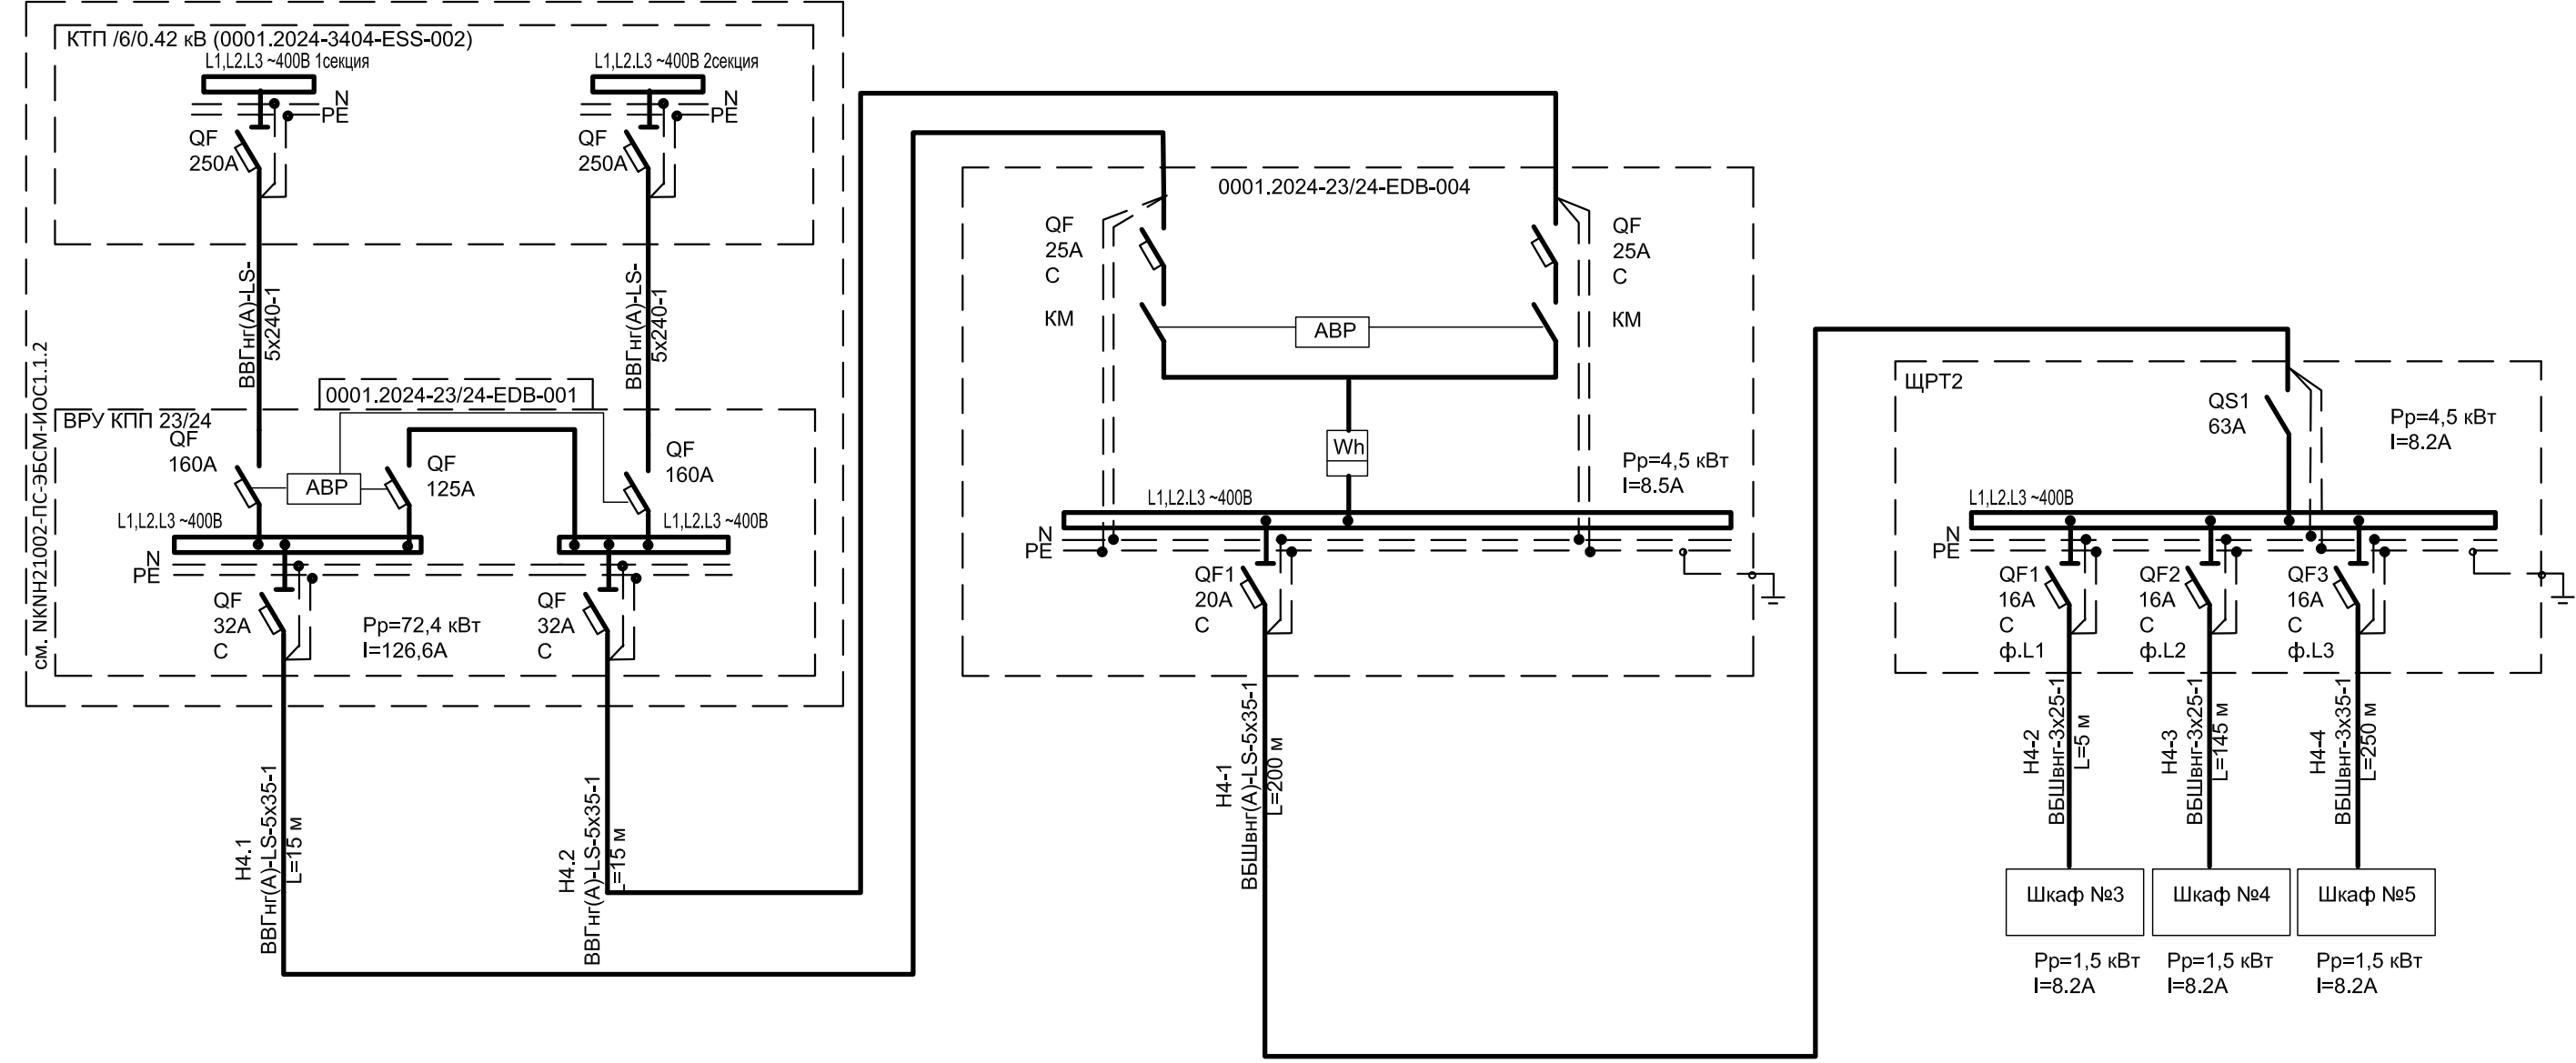 КТП /6/0.42 кВ (0001.2024-3404-ESS-002)
L1,L2.L3 ~400В 1секция
N
PE
QF
250А
L1,L2.L3 ~400В 2секция
N
PE
QF
250А
ВВГнг(А)-LS-
5х240-1
ВВГнг(А)-LS-
5х240-1
см. NKNH21002-ПС-ЭБСМ-ИОС1.1.2
0001.2024-23/24-EDB-001
ВРУ КПП 23/24
QF
160А
АВР
QF
125А
QF
160А
L1,L2.L3 ~400В
L1,L2.L3 ~400В
N
PE
QF
32А
С
Рр=72,4 кВт
I=126,6А
QF
32А
С
Н4.1
ВВГнг(А)-LS-5х35-1
L=15 м
Н4.2
ВВГнг(А)-LS-5х35-1
L=15 м
0001.2024-23/24-EDB-004
QF
25А
С
КМ
АВР
QF
25А
С
КМ
Wh
Рр=4,5 кВт
I=8.5А
L1,L2.L3 ~400В
N
PE
QF1
20А
С
Н4-1
ВБШвнг(А)-LS-5х35-1
L=200 м
ЩРТ2
QS1
63А
Рр=4,5 кВт
I=8.2А
L1,L2.L3 ~400В
N
PE
QF1
16А
С
ф.L1
QF2
16А
С
ф.L2
QF3
16А
С
ф.L3
Н4-2
ВБШвнг-3х25-1
L=5 м
Н4-3
ВБШвнг-3х25-1
L=145 м
Н4-4
ВБШвнг-3х35-1
L=250 м
Шкаф №3
Шкаф №4
Шкаф №5
Рр=1,5 кВт
I=8.2А
Рр=1,5 кВт
I=8.2А
Рр=1,5 кВт
I=8.2А